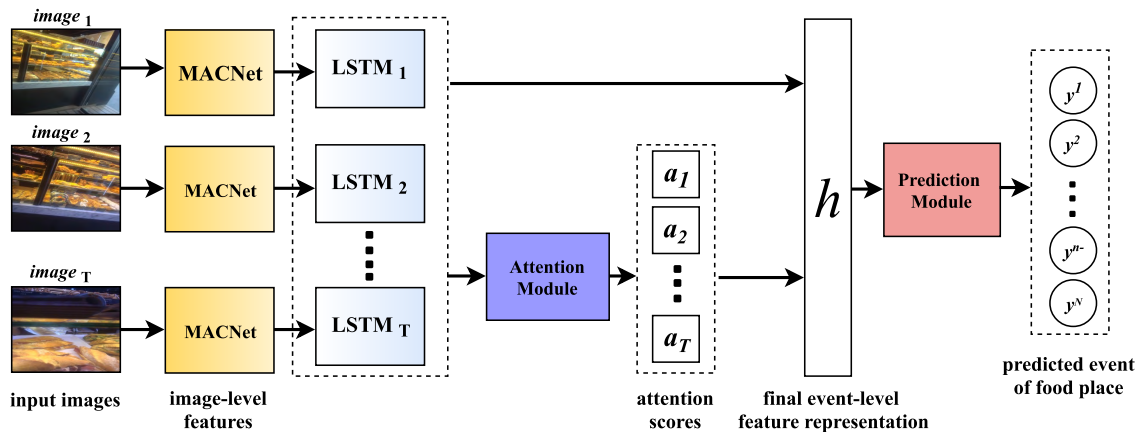 image 1
MACNet
LSTM 1
image 2
MACNet
LSTM 2
image T
MACNet
LSTM T
Attention
Module
a1
a2
aT
h
Prediction
Module
y1
y2
yn-
yN
input images
image-level
features
attention
scores
final event-level
feature representation
predicted event
of food place